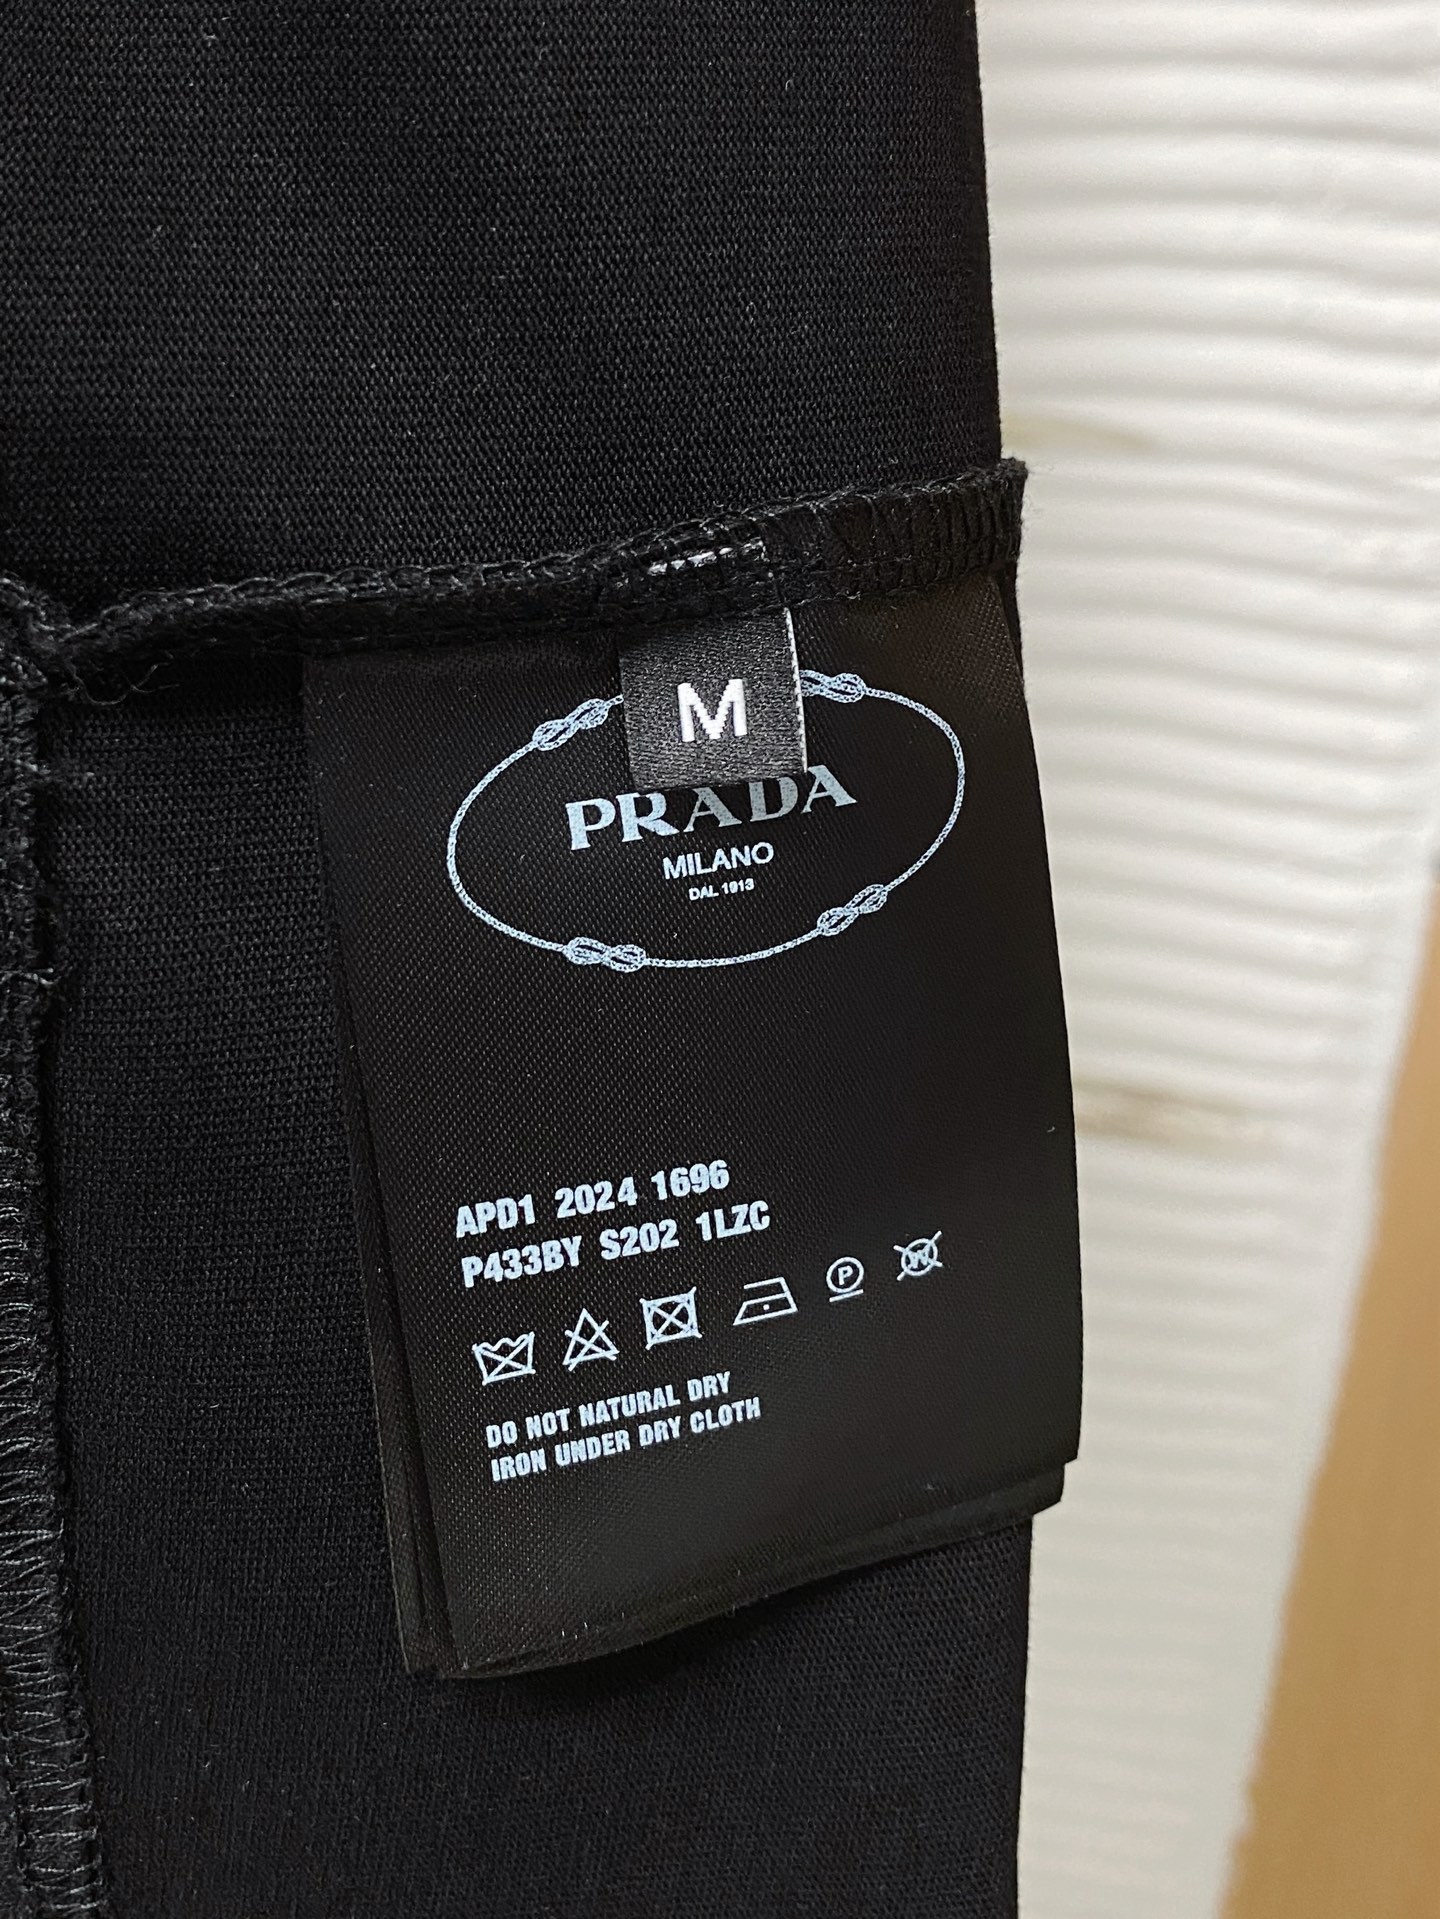 M
PRADA
MILANO
DAL 1913
APD1 2024 1696
P433BY S202 1LZC
P W
DO NOT NATURAL DRY
IRON UNDER DRY CLOTH